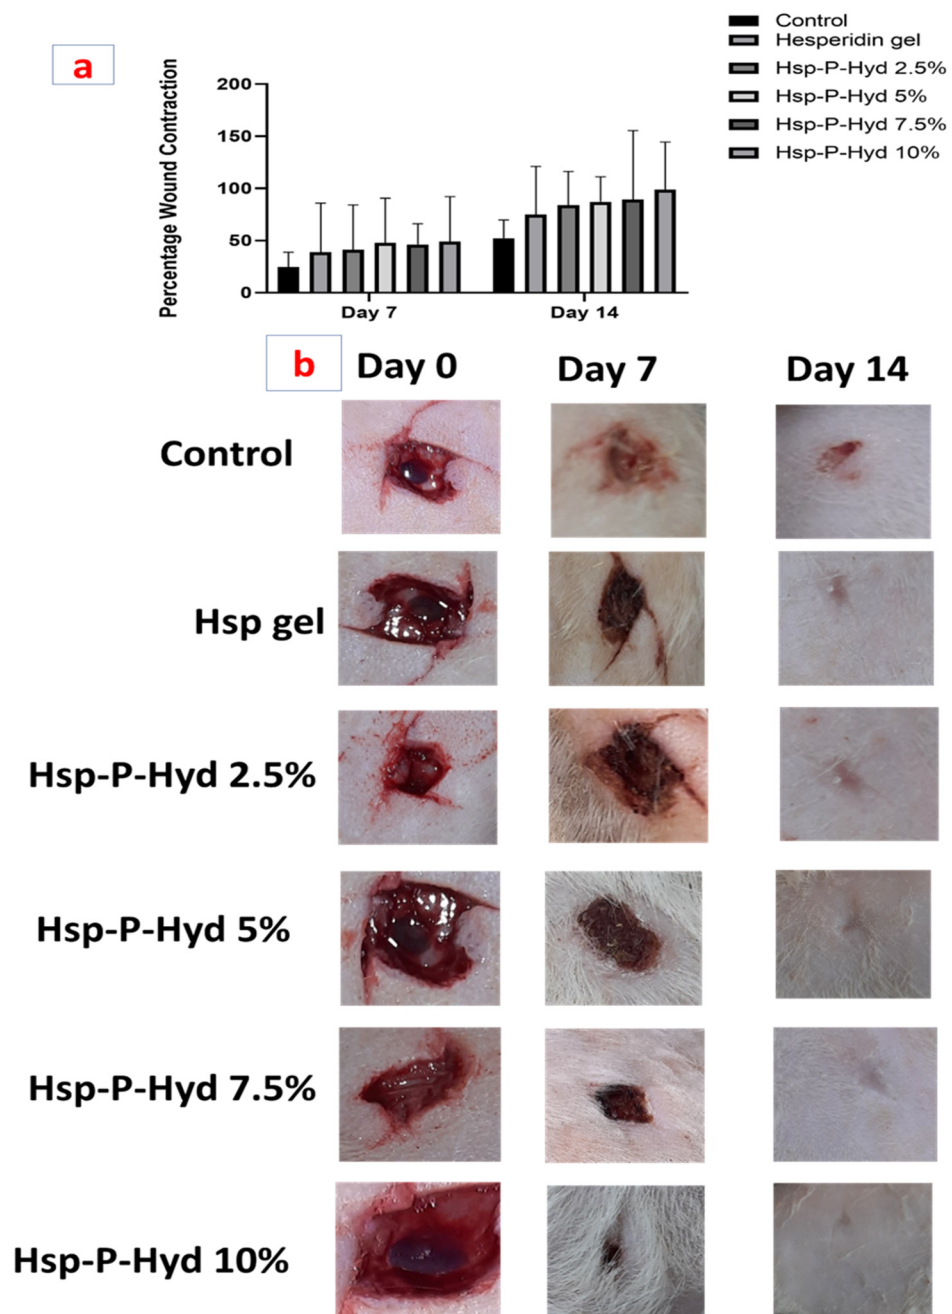 a
Control
Hesperidin gel
Hsp-P-Hyd 2.5%
Hsp-P-Hyd 5%
Hsp-P-Hyd 7.5%
Hsp-P-Hyd 10%
Percentage Wound Contraction
200
150
100
50
0
Day 7 Day 14
b Day 0 Day 7 Day 14
Control
Hsp gel
Hsp-P-Hyd 2.5%
Hsp-P-Hyd 5%
Hsp-P-Hyd 7.5%
Hsp-P-Hyd 10%